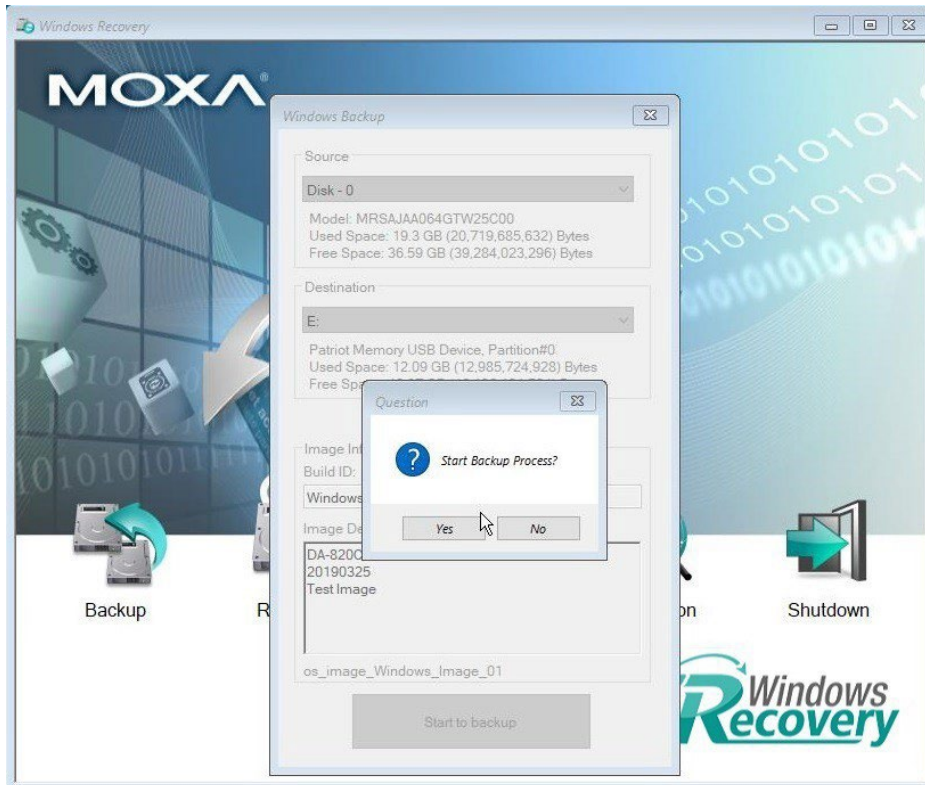 Windows Recovery
MOXA®
Windows Backup
Source
Disk - 0
Model: MRSAJAA064GTW25C00
Used Space: 19.3 GB (20,719,685,632) Bytes
Free Space: 36.59 GB (39,284,023,296) Bytes
Destination
E:
Patriot Memory USB Device, Partition#0
Used Space: 12.09 GB (12,985,724,928) Bytes
Free
Question
Start Backup Process?
Yes
No
Image
Build ID:
Windows
Image
DA-820C
20190325
Test Image
os_image_Windows_Image_01
Start to backup
Backup
Shutdown
Windows
Recovery